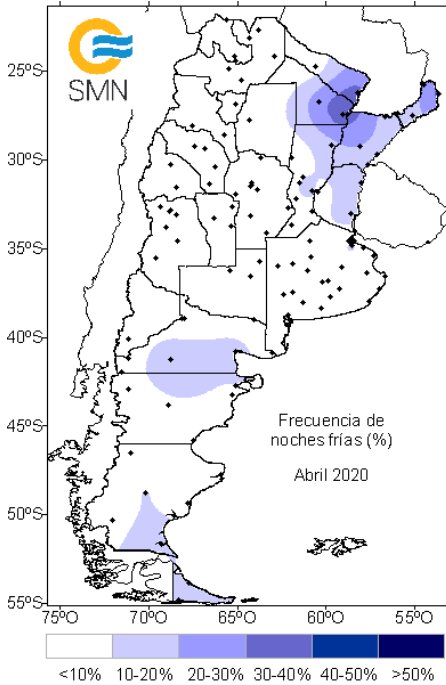 SMN
25ºS
30ºS
35ºS
40ºS
45ºS
50ºS
55ºS
Frecuencia de
noches frías (%)
Abril 2020
75ºO 70ºO 65ºO 60ºO 55ºO
<10% 10-20% 20-30% 30-40% 40-50% >50%